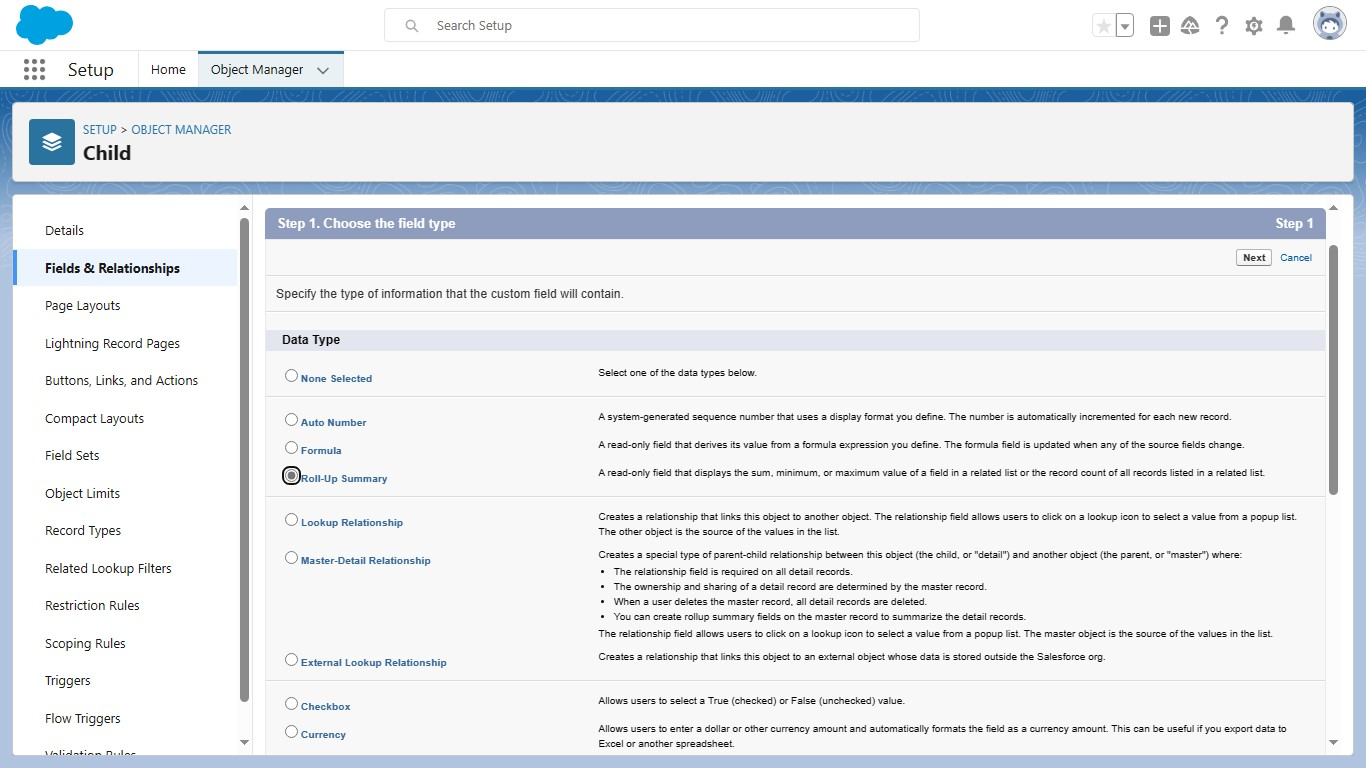 Search Setup
Setup
Home
Object Manager
SETUP > OBJECT MANAGER
Child
Details
Fields & Relationships
Page Layouts
Lightning Record Pages
Buttons, Links, and Actions
Compact Layouts
Field Sets
Object Limits
Record Types
Related Lookup Filters
Restriction Rules
Scoping Rules
Triggers
Flow Triggers
Validation Rules
Step 1. Choose the field type
Step 1
Next
Cancel
Specify the type of information that the custom field will contain.
Data Type
None Selected
Select one of the data types below.
Auto Number
A system-generated sequence number that uses a display format you define. The number is automatically incremented for each new record.
Formula
A read-only field that derives its value from a formula expression you define. The formula field is updated when any of the source fields change.
Roll-Up Summary
A read-only field that displays the sum, minimum, or maximum value of a field in a related list or the record count of all records listed in a related list.
Lookup Relationship
Creates a relationship that links this object to another object. The relationship field allows users to click on a lookup icon to select a value from a popup list.
The other object is the source of the values in the list.
Master-Detail Relationship
Creates a special type of parent-child relationship between this object (the child, or "detail") and another object (the parent, or "master") where:
• The relationship field is required on all detail records.
• The ownership and sharing of a detail record are determined by the master record.
• When a user deletes the master record, all detail records are deleted.
• You can create rollup summary fields on the master record to summarize the detail records.
The relationship field allows users to click on a lookup icon to select a value from a popup list. The master object is the source of the values in the list.
External Lookup Relationship
Creates a relationship that links this object to an external object whose data is stored outside the Salesforce org.
Checkbox
Allows users to select a True (checked) or False (unchecked) value.
Currency
Allows users to enter a dollar or other currency amount and automatically formats the field as a currency amount. This can be useful if you export data to
Excel or another spreadsheet.